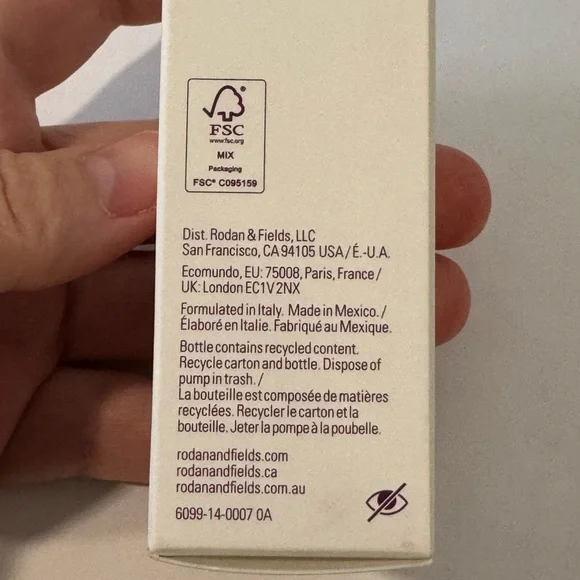 FSC
www.fsc.org
MIX
Packaging
FSC® C095159
Dist. Rodan & Fields, LLC
San Francisco, CA 94105 USA / É.-U.A.
Ecomundo, EU: 75008, Paris, France /
UK: London EC1V 2NX
Formulated in Italy. Made in Mexico. /
Élaboré en Italie. Fabriqué au Mexique.
Bottle contains recycled content.
Recycle carton and bottle. Dispose of
pump in trash. /
La bouteille est composée de matières
recyclées. Recycler le carton et la
bouteille. Jeter la pompe à la poubelle.
rodanandfields.com
rodanandfields.ca
rodanandfields.com.au
6099-14-0007 0A